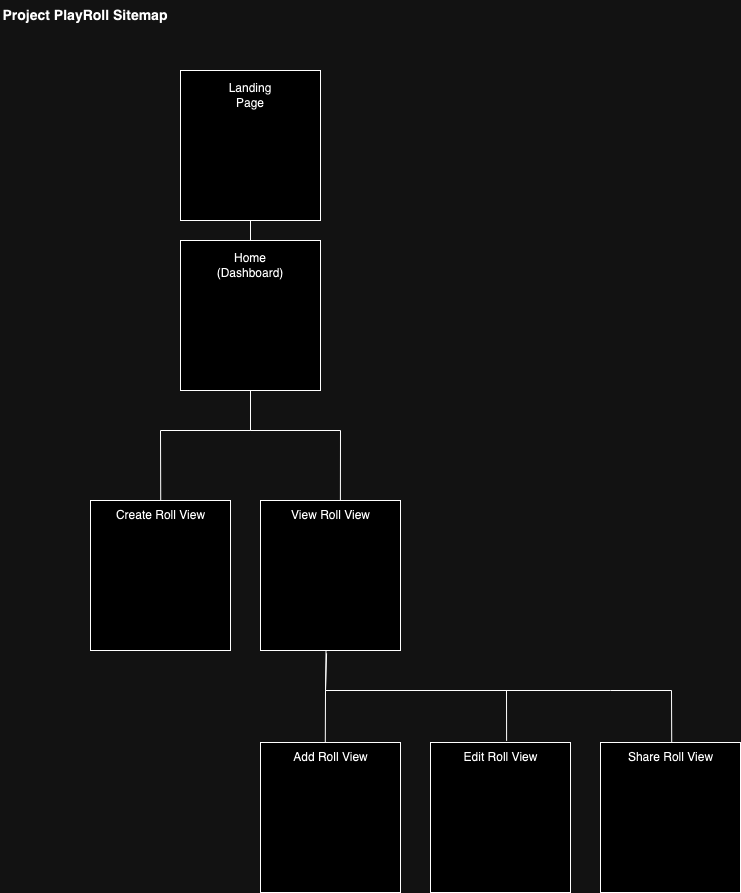 Project PlayRoll Sitemap
Landing
Page
Home
(Dashboard)
Create Roll View
View Roll View
Add Roll View
Edit Roll View
Share Roll View